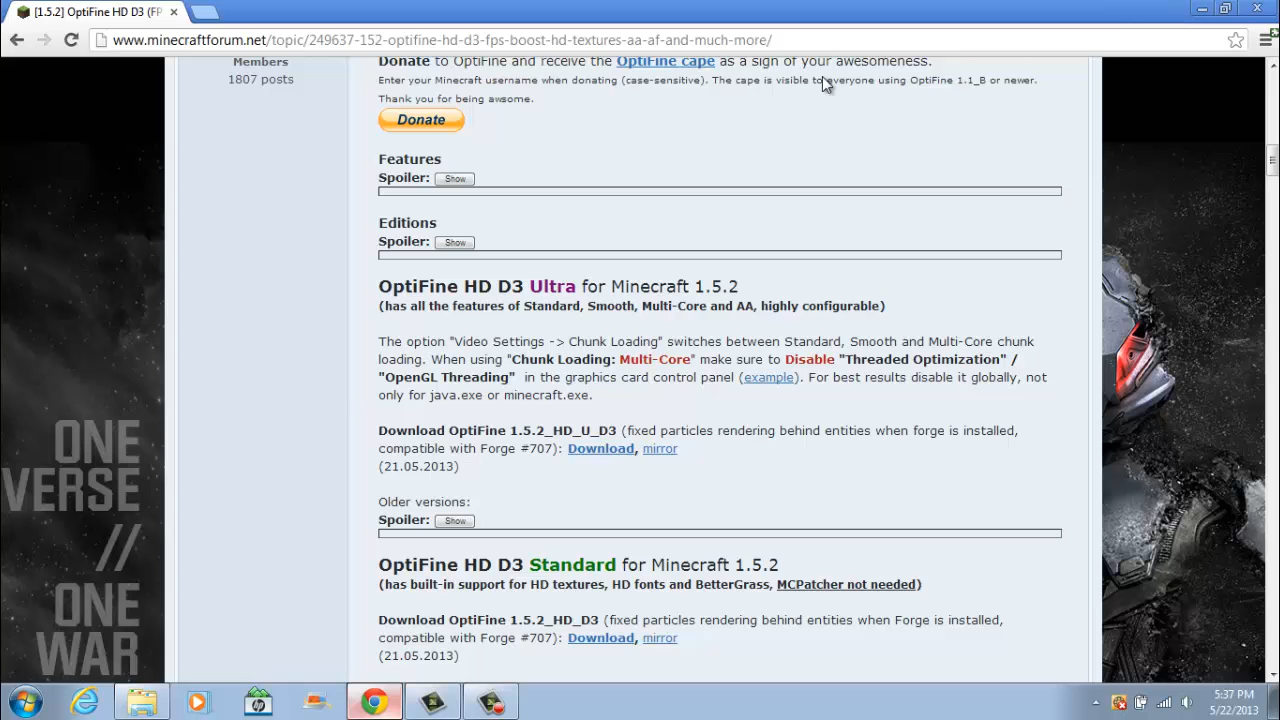 [1.5.2] OptiFine HD D3 (FP
www.minecraftforum.net/topic/249637-152-optifine-hd-d3-fps-boost-hd-textures-aa-af-and-much-more/
Members
1807 posts
Donate to OptiFine and receive the OptiFine cape as a sign of your awesomeness.
Enter your Minecraft username when donating (case-sensitive). The cape is visible to everyone using OptiFine 1.1_B or newer.
Thank you for being awsome.
Donate
Features
Spoiler: Show
Editions
Spoiler: Show
OptiFine HD D3 Ultra for Minecraft 1.5.2
(has all the features of Standard, Smooth, Multi-Core and AA, highly configurable)
The option "Video Settings -> Chunk Loading" switches between Standard, Smooth and Multi-Core chunk
loading. When using "Chunk Loading: Multi-Core" make sure to Disable "Threaded Optimization" /
"OpenGL Threading" in the graphics card control panel (example). For best results disable it globally, not
only for java.exe or minecraft.exe.
Download OptiFine 1.5.2_HD_U_D3 (fixed particles rendering behind entities when forge is installed,
compatible with Forge #707): Download, mirror
(21.05.2013)
Older versions:
Spoiler: Show
OptiFine HD D3 Standard for Minecraft 1.5.2
(has built-in support for HD textures, HD fonts and BetterGrass, MCPatcher not needed)
Download OptiFine 1.5.2_HD_D3 (fixed particles rendering behind entities when Forge is installed,
compatible with Forge #707): Download, mirror
(21.05.2013)
ONE
VERSE
//
ONE
WAR
hp
5:37 PM
5/22/2013